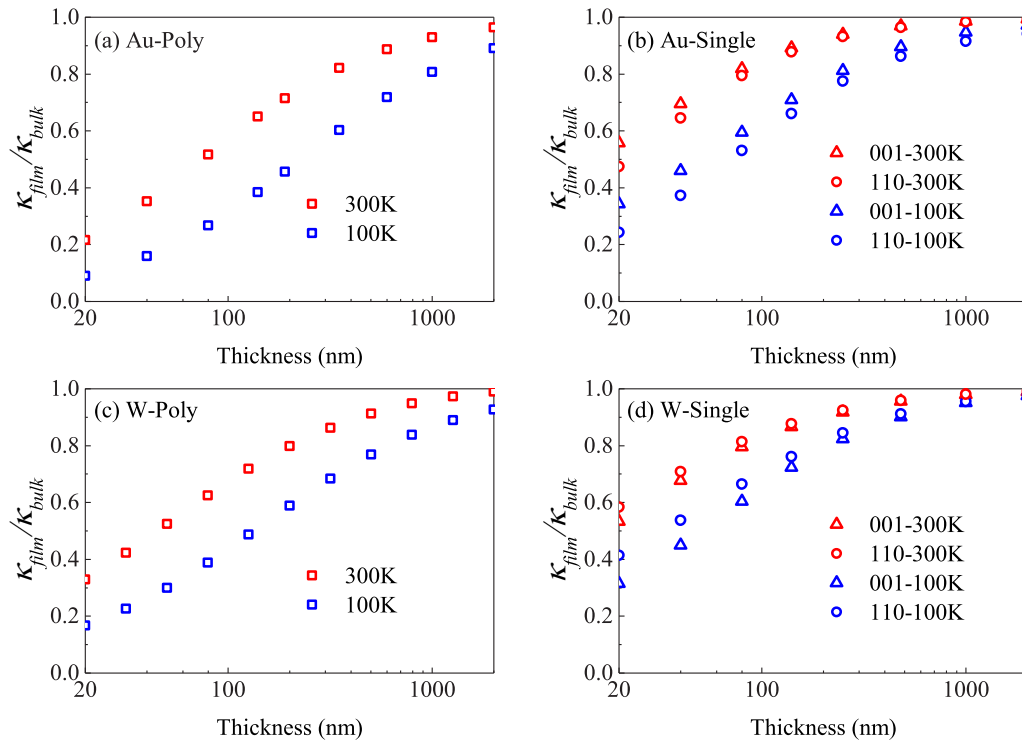 (a) Au-Poly
κfilm/κbulk
1.0
0.8
0.6
0.4
0.2
0.0
300K
100K
20
100
1000
Thickness (nm)
(b) Au-Single
κfilm/κbulk
1.0
0.8
0.6
0.4
0.2
0.0
001-300K
110-300K
001-100K
110-100K
20
100
1000
Thickness (nm)
(c) W-Poly
κfilm/κbulk
1.0
0.8
0.6
0.4
0.2
0.0
300K
100K
20
100
1000
Thickness (nm)
(d) W-Single
κfilm/κbulk
1.0
0.8
0.6
0.4
0.2
0.0
001-300K
110-300K
001-100K
110-100K
20
100
1000
Thickness (nm)